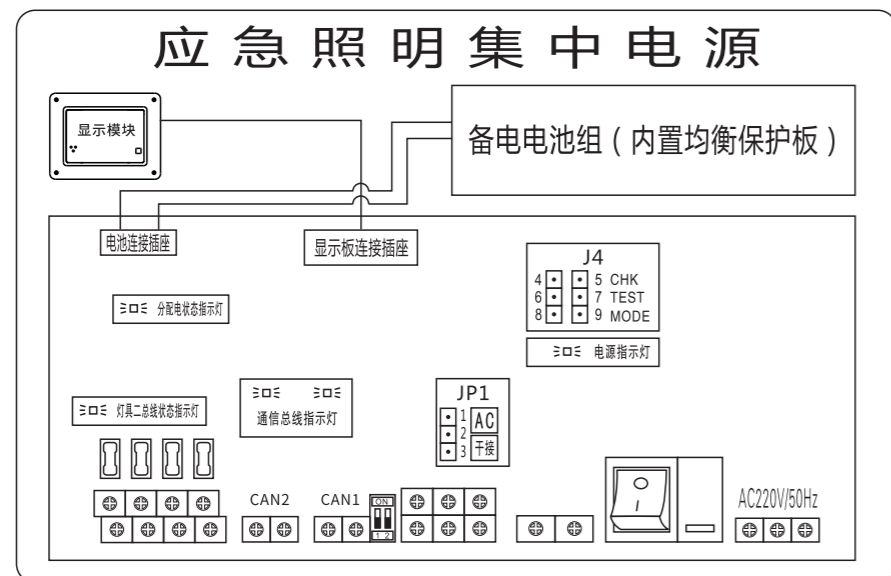 应急照明集中电源
显示模块
备电电池组（内置均衡保护板）
电池连接插座
显示板连接插座
J4
4 5 CHK
6 7 TEST
8 9 MODE
分配电状态指示灯
电源指示灯
灯具二总线状态指示灯
通信总线指示灯
JP1
1 AC
2
3 干接
CAN2
CAN1
ON
1 2
AC220V/50Hz